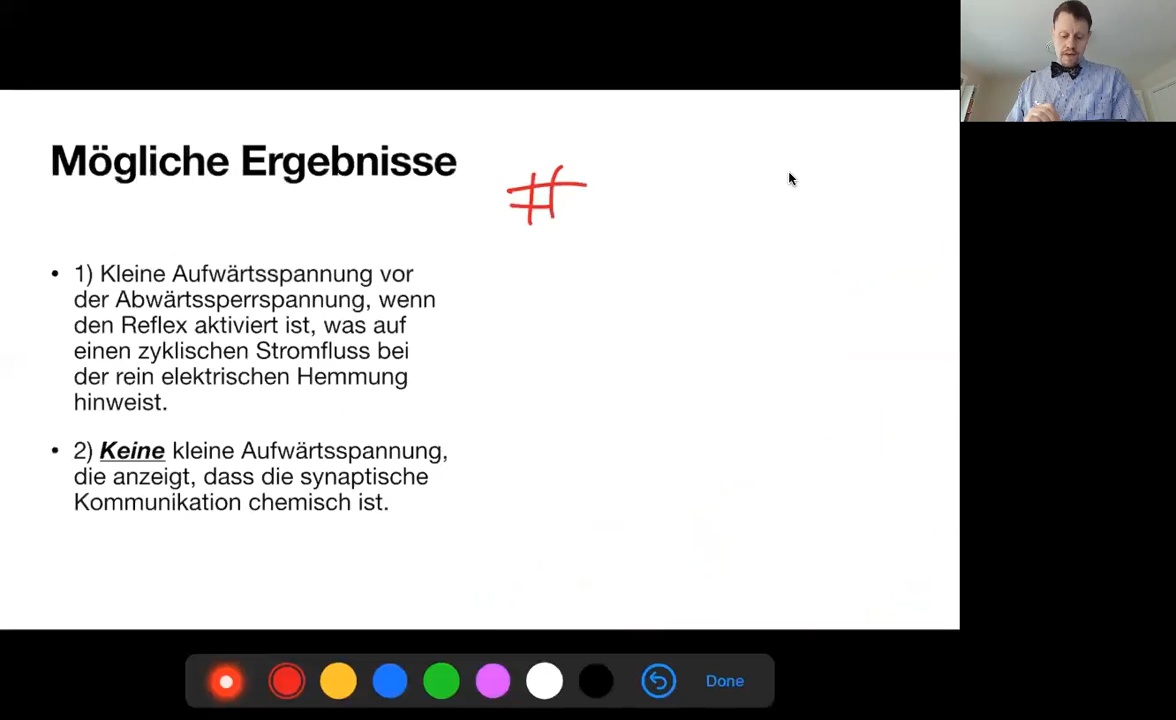 Mögliche Ergebnisse
#
• 1) Kleine Aufwärtsspannung vor
der Abwärtssperrspannung, wenn
den Reflex aktiviert ist, was auf
einen zyklischen Stromfluss bei
der rein elektrischen Hemmung
hinweist.
• 2) Keine kleine Aufwärtsspannung,
die anzeigt, dass die synaptische
Kommunikation chemisch ist.
Done